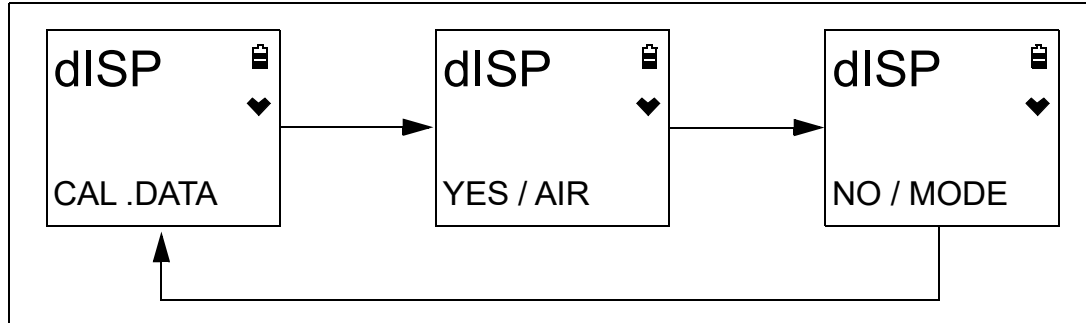 dISP
CAL .DATA
dISP
YES / AIR
dISP
NO / MODE